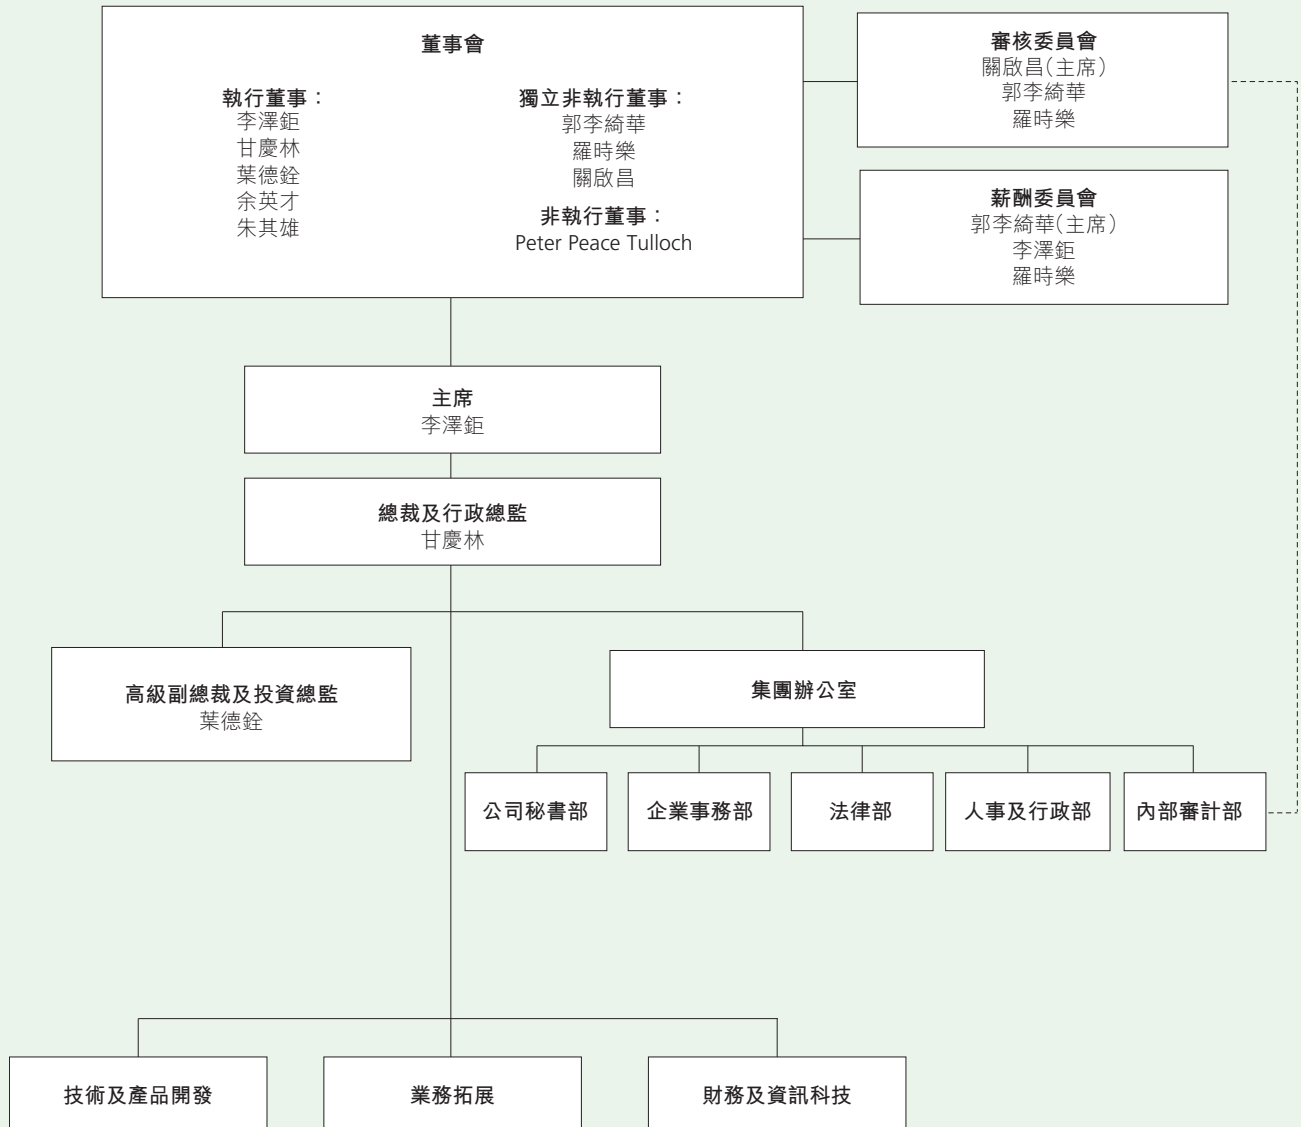 董事會
執行董事：
李澤鉅
甘慶林
葉德銓
余英才
朱其雄
獨立非執行董事：
郭李綺華
羅時樂
關啟昌
非執行董事：
Peter Peace Tulloch
審核委員會
關啟昌（主席）
郭李綺華
羅時樂
薪酬委員會
郭李綺華（主席）
李澤鉅
羅時樂
主席
李澤鉅
總裁及行政總監
甘慶林
高級副總裁及投資總監
葉德銓
集團辦公室
公司秘書部
企業事務部
法律部
人事及行政部
內部審計部
技術及產品開發
業務拓展
財務及資訊科技